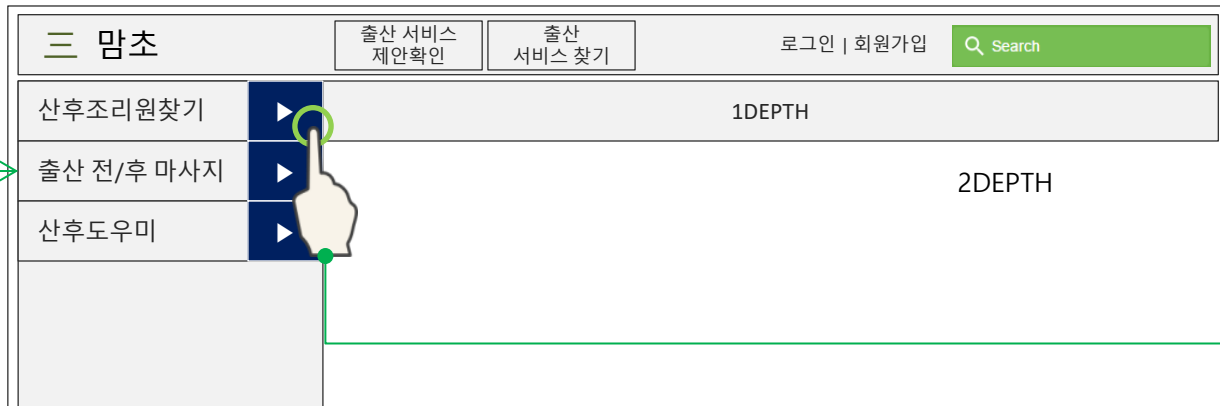 三 맘초
출산 서비스
제안확인
출산
서비스 찾기
로그인 | 회원가입
Search
산후조리원찾기
1DEPTH
출산 전/후 마사지
2DEPTH
산후도우미